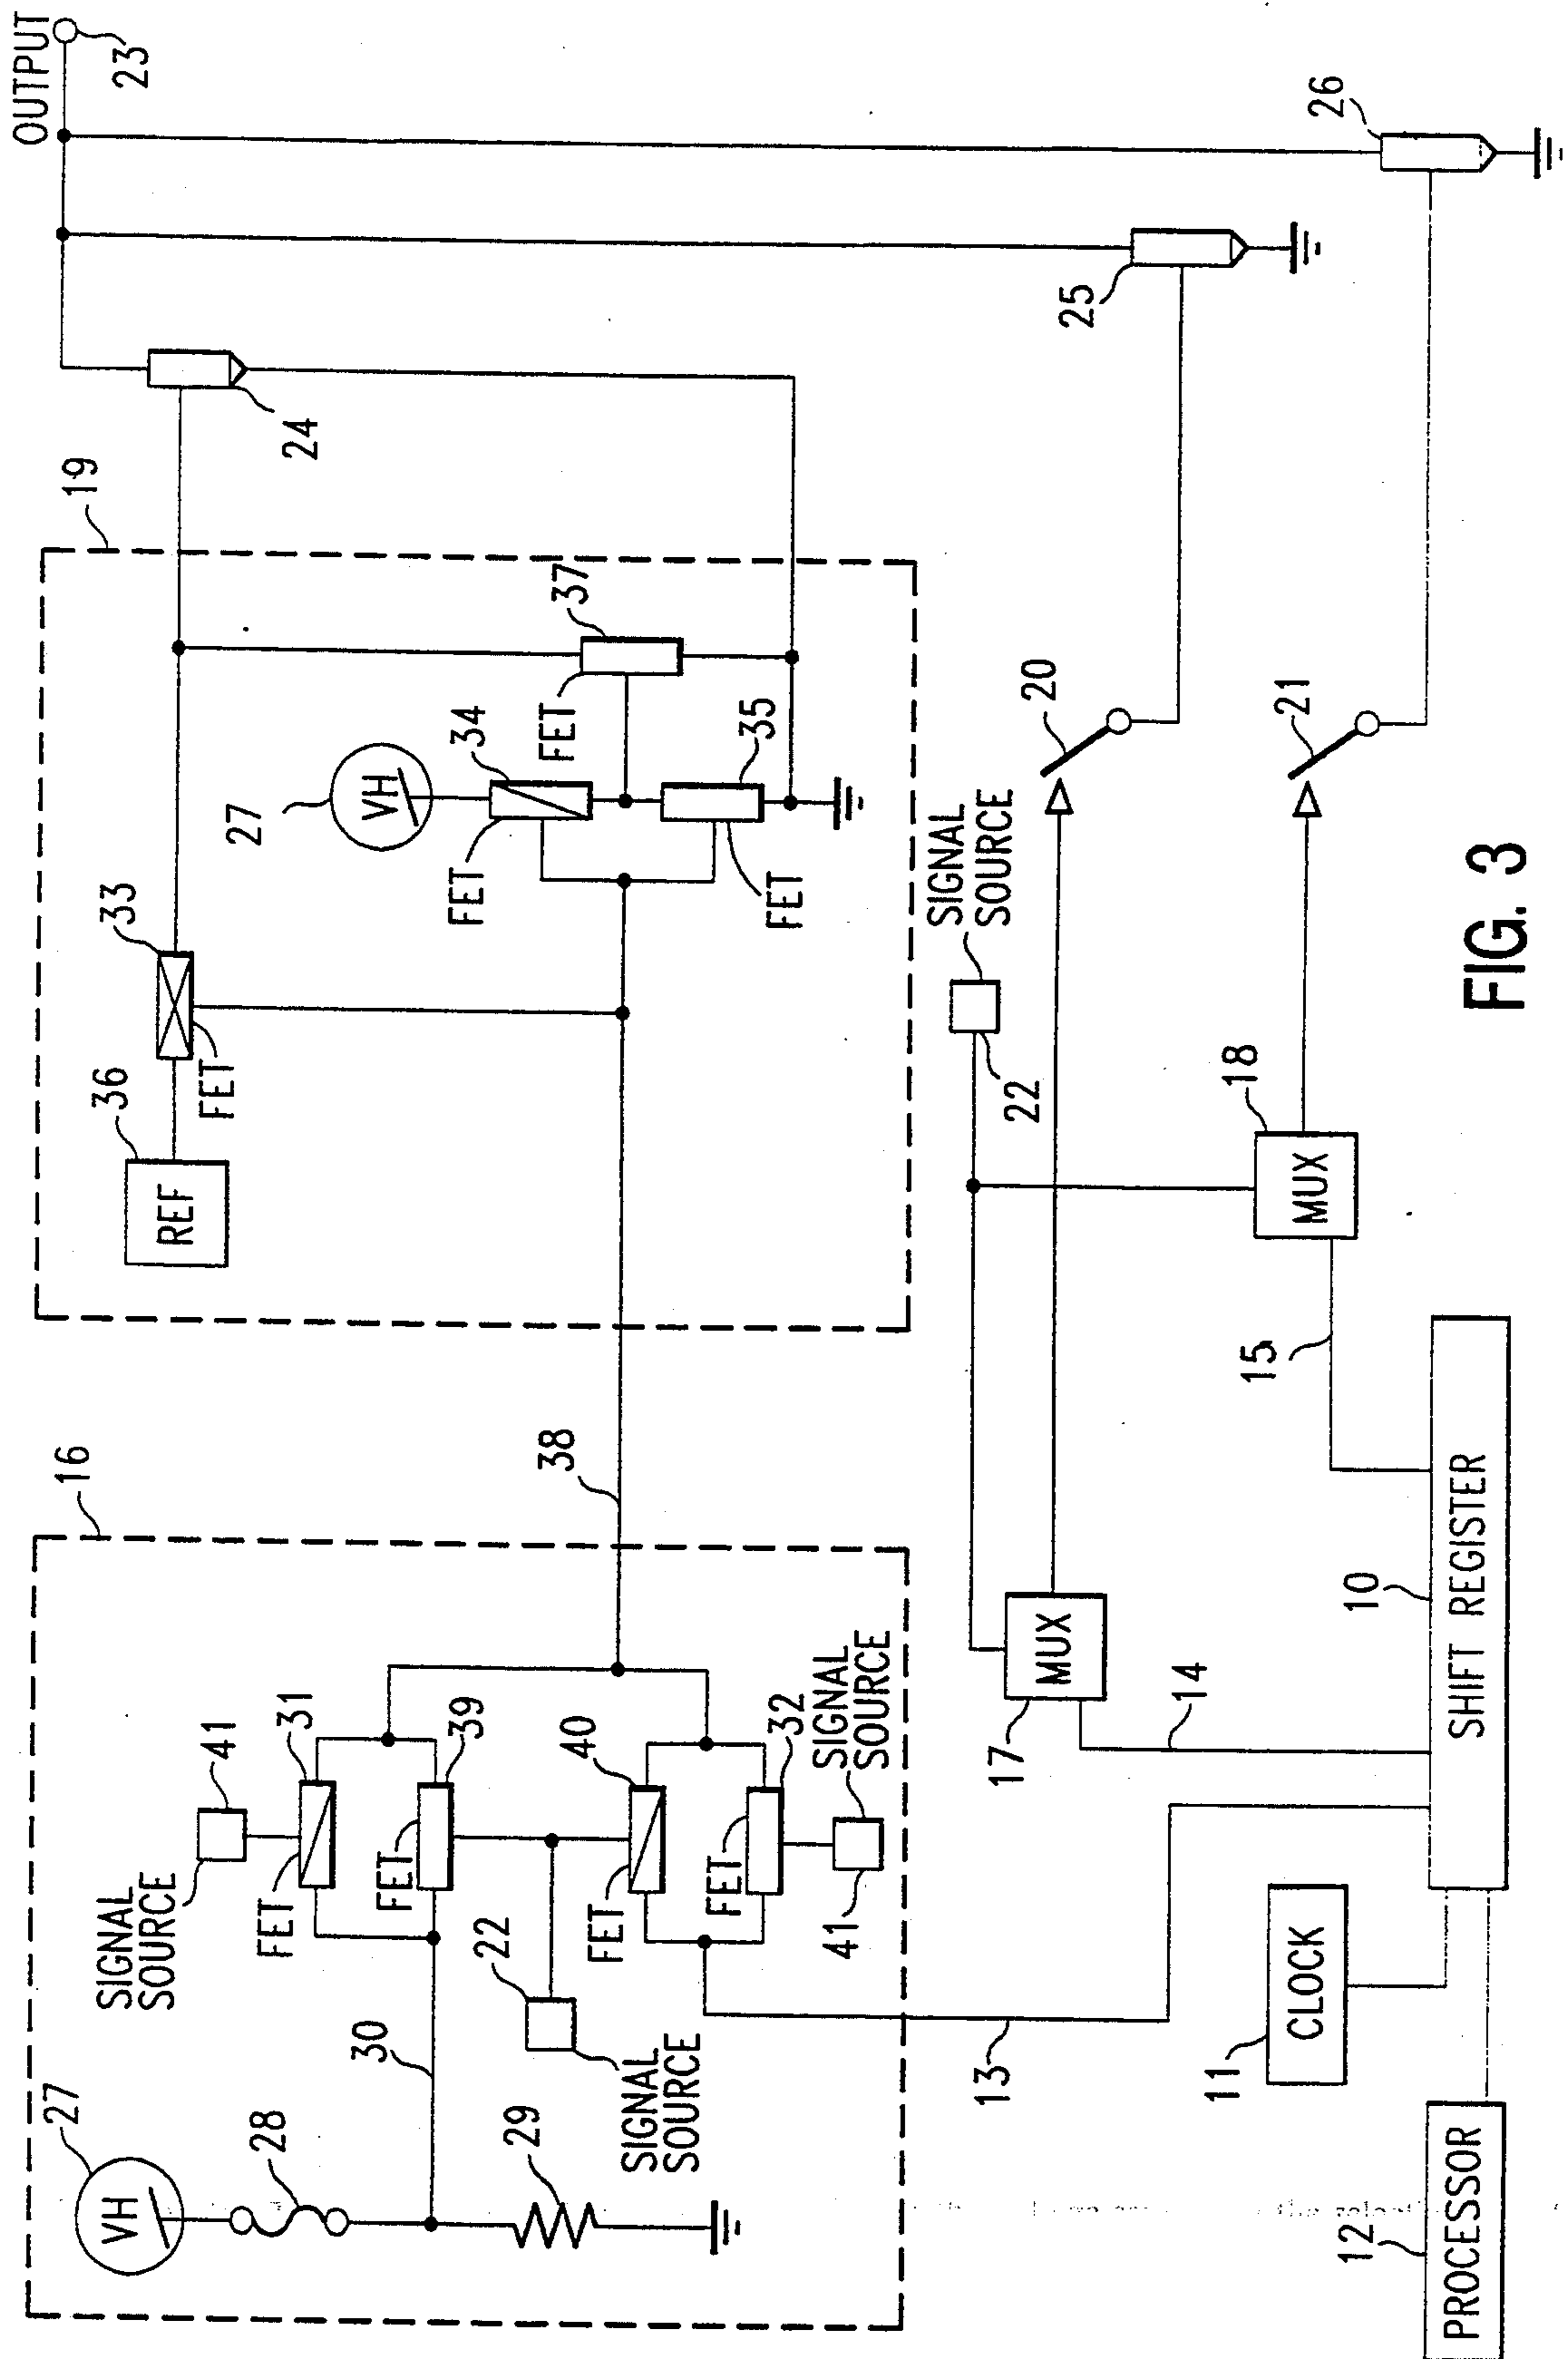 OUTPUT
23
26
25
24
19
37
FET
34
35
27
VH
FET
FET
33
FET
36
REF
20
21
SIGNAL
SOURCE
22
18
MUX
15
38
16
31
41
SIGNAL
SOURCE
FET
39
FET
40
FET
32
FET
SIGNAL
SOURCE
41
22
SIGNAL
SOURCE
30
27
VH
28
29
13
17
MUX
14
10
SHIFT REGISTER
11
CLOCK
12
PROCESSOR
FIG. 3